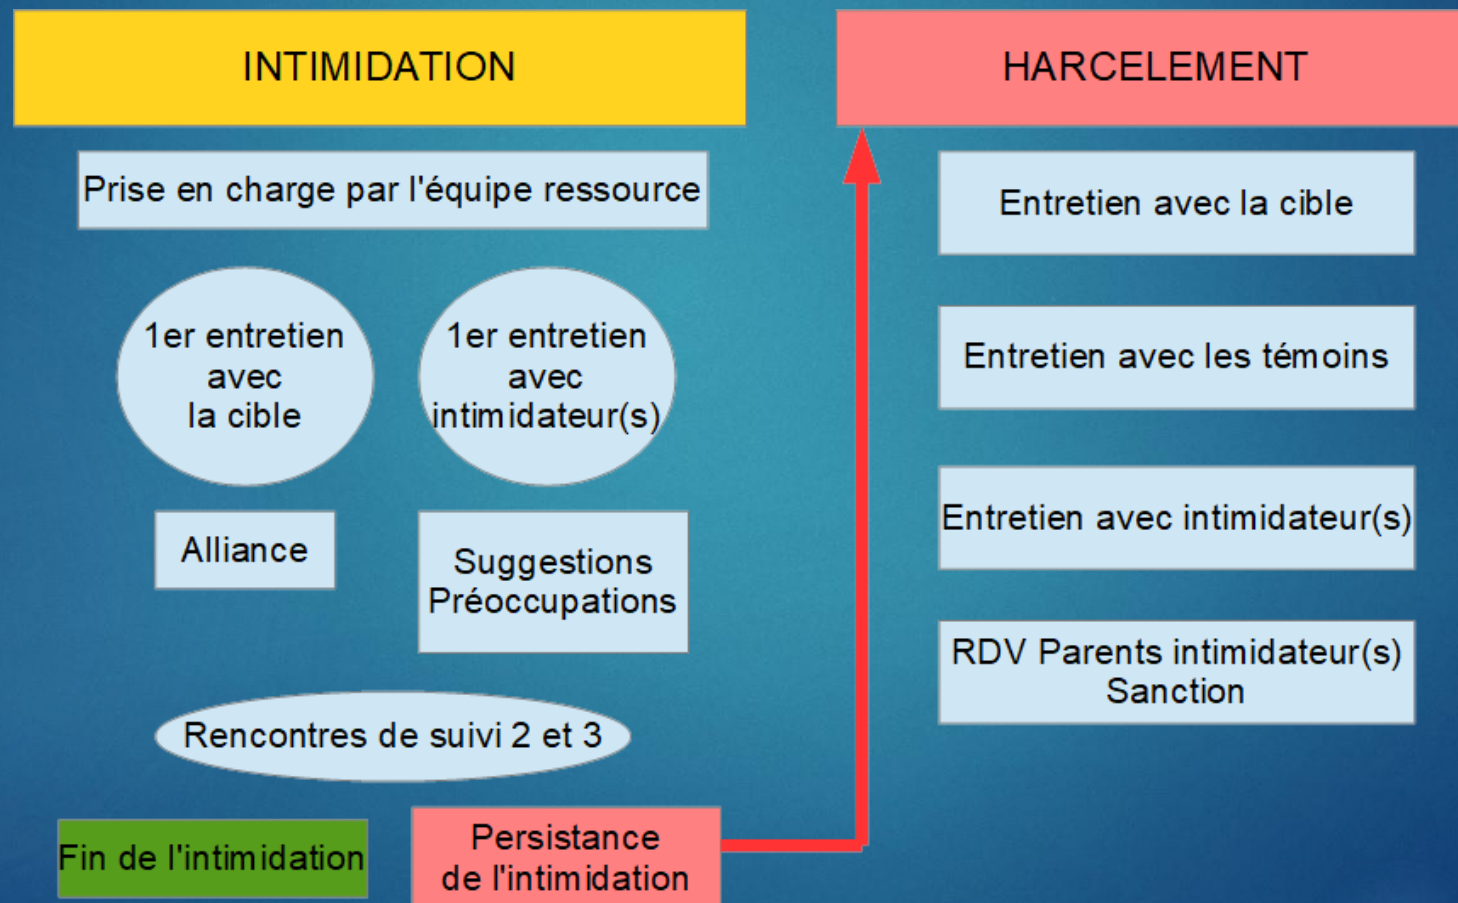 INTIMIDATION
Prise en charge par l'équipe ressource
1er entretien
avec
la cible
1er entretien
avec
intimidateur(s)
Alliance
Suggestions
Préoccupations
Rencontres de suivi 2 et 3
Fin de l'intimidation
Persistance
de l'intimidation
HARCELEMENT
Entretien avec la cible
Entretien avec les témoins
Entretien avec intimidateur(s)
RDV Parents intimidateur(s)
Sanction